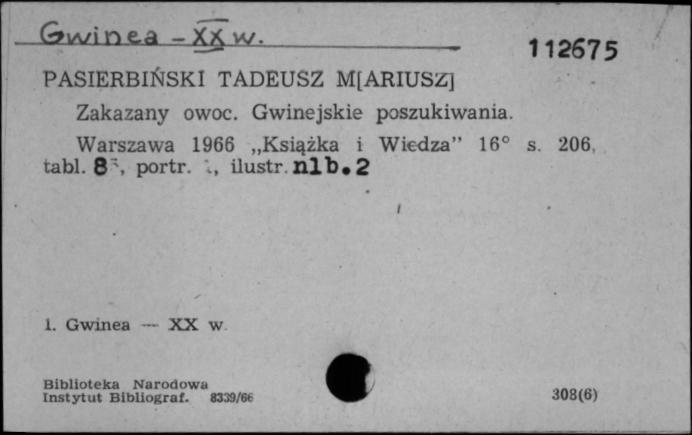 Gwinea - XX w.
112675
PASIERBIŃSKI TADEUSZ M[ARIUSZ]
Zakazany owoc. Gwinejskie poszukiwania.
Warszawa 1966 „Książka i Wiedza” 16° s. 206,
tabl. 8, portr. , ilustr. nlb. 2
1. Gwinea — XX w.
Biblioteka Narodowa
Instytut Bibliograf. 8339/66
308(6)